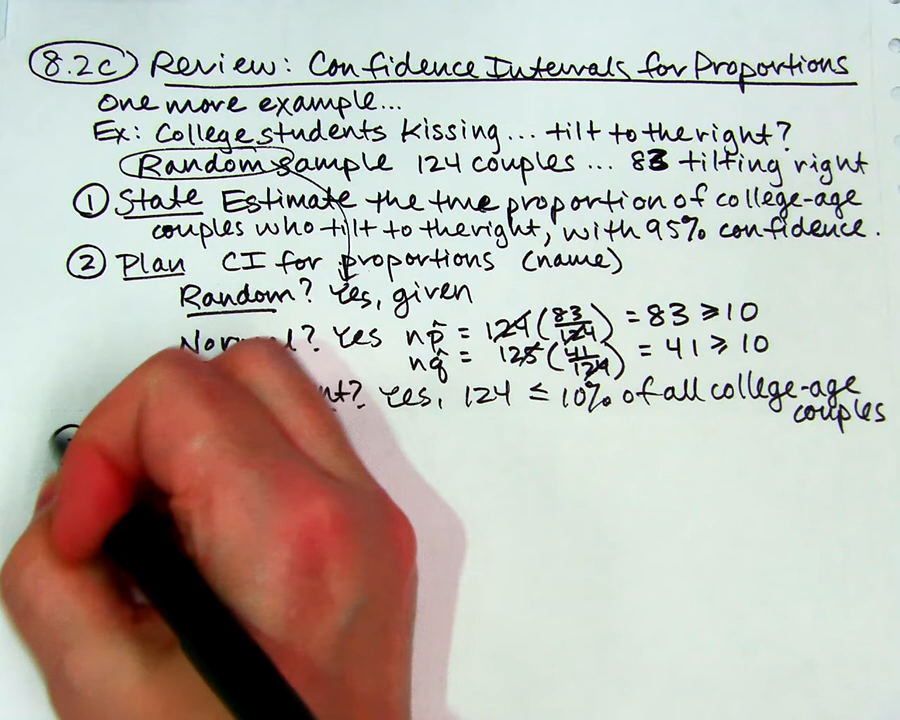 8.2c Review: Confidence Intervals for Proportions
One more example...
Ex: College students kissing... tilt to the right?
Random sample 124 couples ... 83 tilting right
① State Estimate the true proportion of college-age
couples who tilt to the right, with 95% confidence.
② Plan CI for proportions (name)
Random? Yes, given
Yes np̂ = 124(83/124) = 83 ≥ 10
nq̂ = 125(41/124) = 41 ≥ 10
nt? Yes, 124 ≤ 10% of all college-age
couples